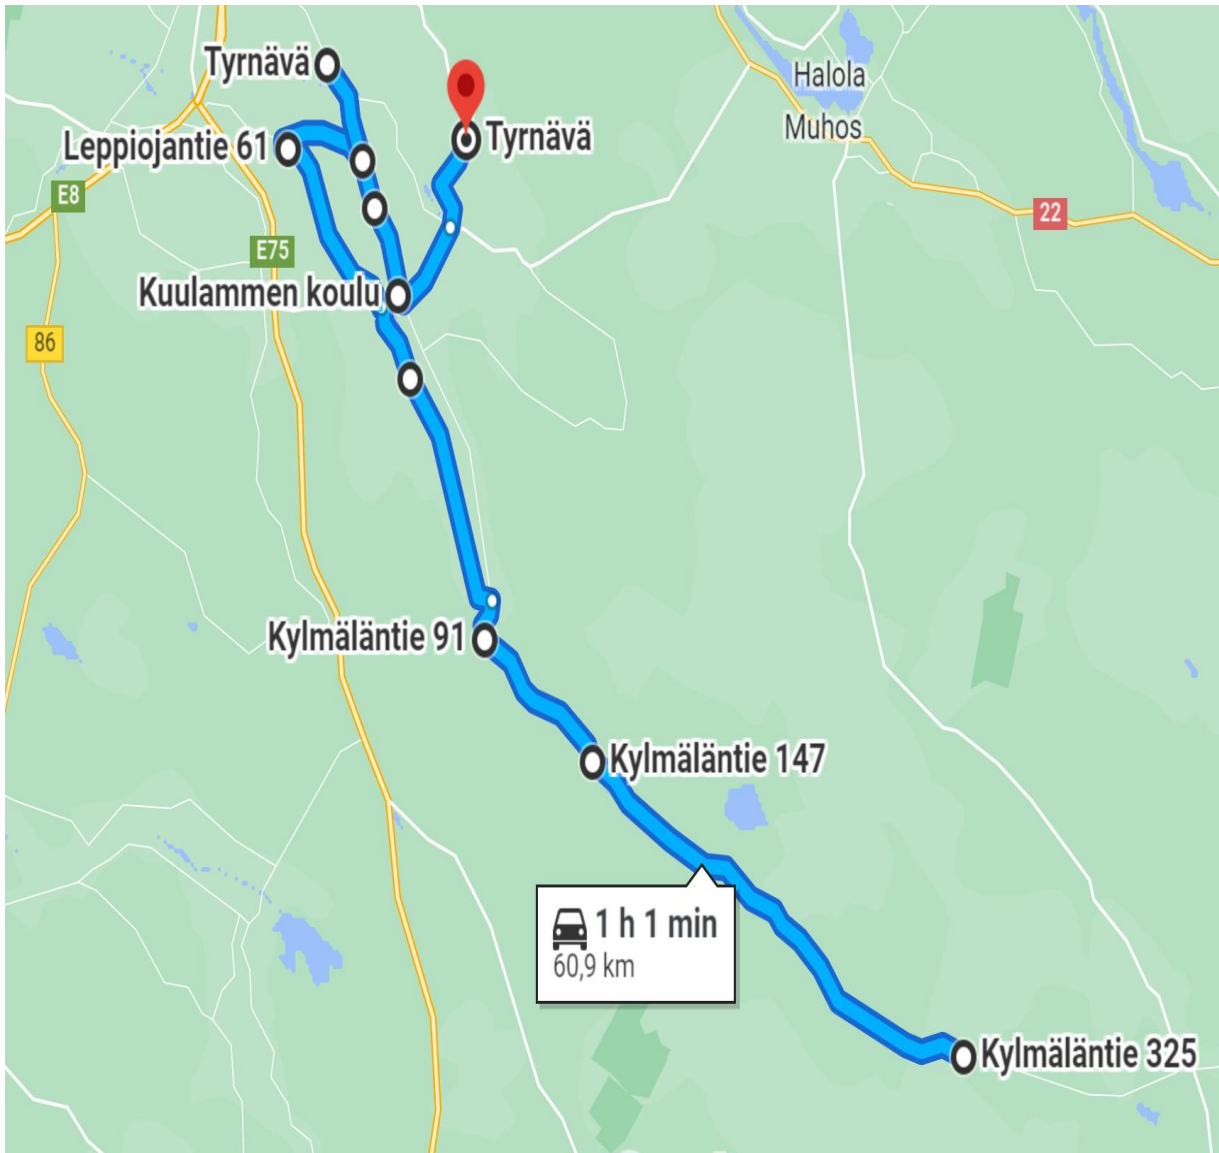 Tyrnävä
Halola
Leppiojantie 61
Tyrnävä
Muhos
E8
22
E75
Kuulammen koulu
86
Kylmäläntie 91
Kylmäläntie 147
1 h 1 min
60,9 km
Kylmäläntie 325